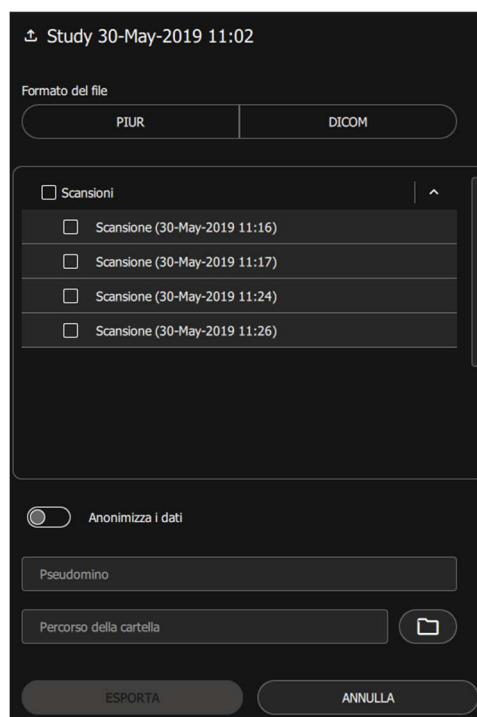 Study 30-May-2019 11:02
Formato del file
PIUR DICOM
Scansioni
Scansione (30-May-2019 11:16)
Scansione (30-May-2019 11:17)
Scansione (30-May-2019 11:24)
Scansione (30-May-2019 11:26)
Anonimizza i dati
Pseudomino
Percorso della cartella
ESPORTA ANNULLA